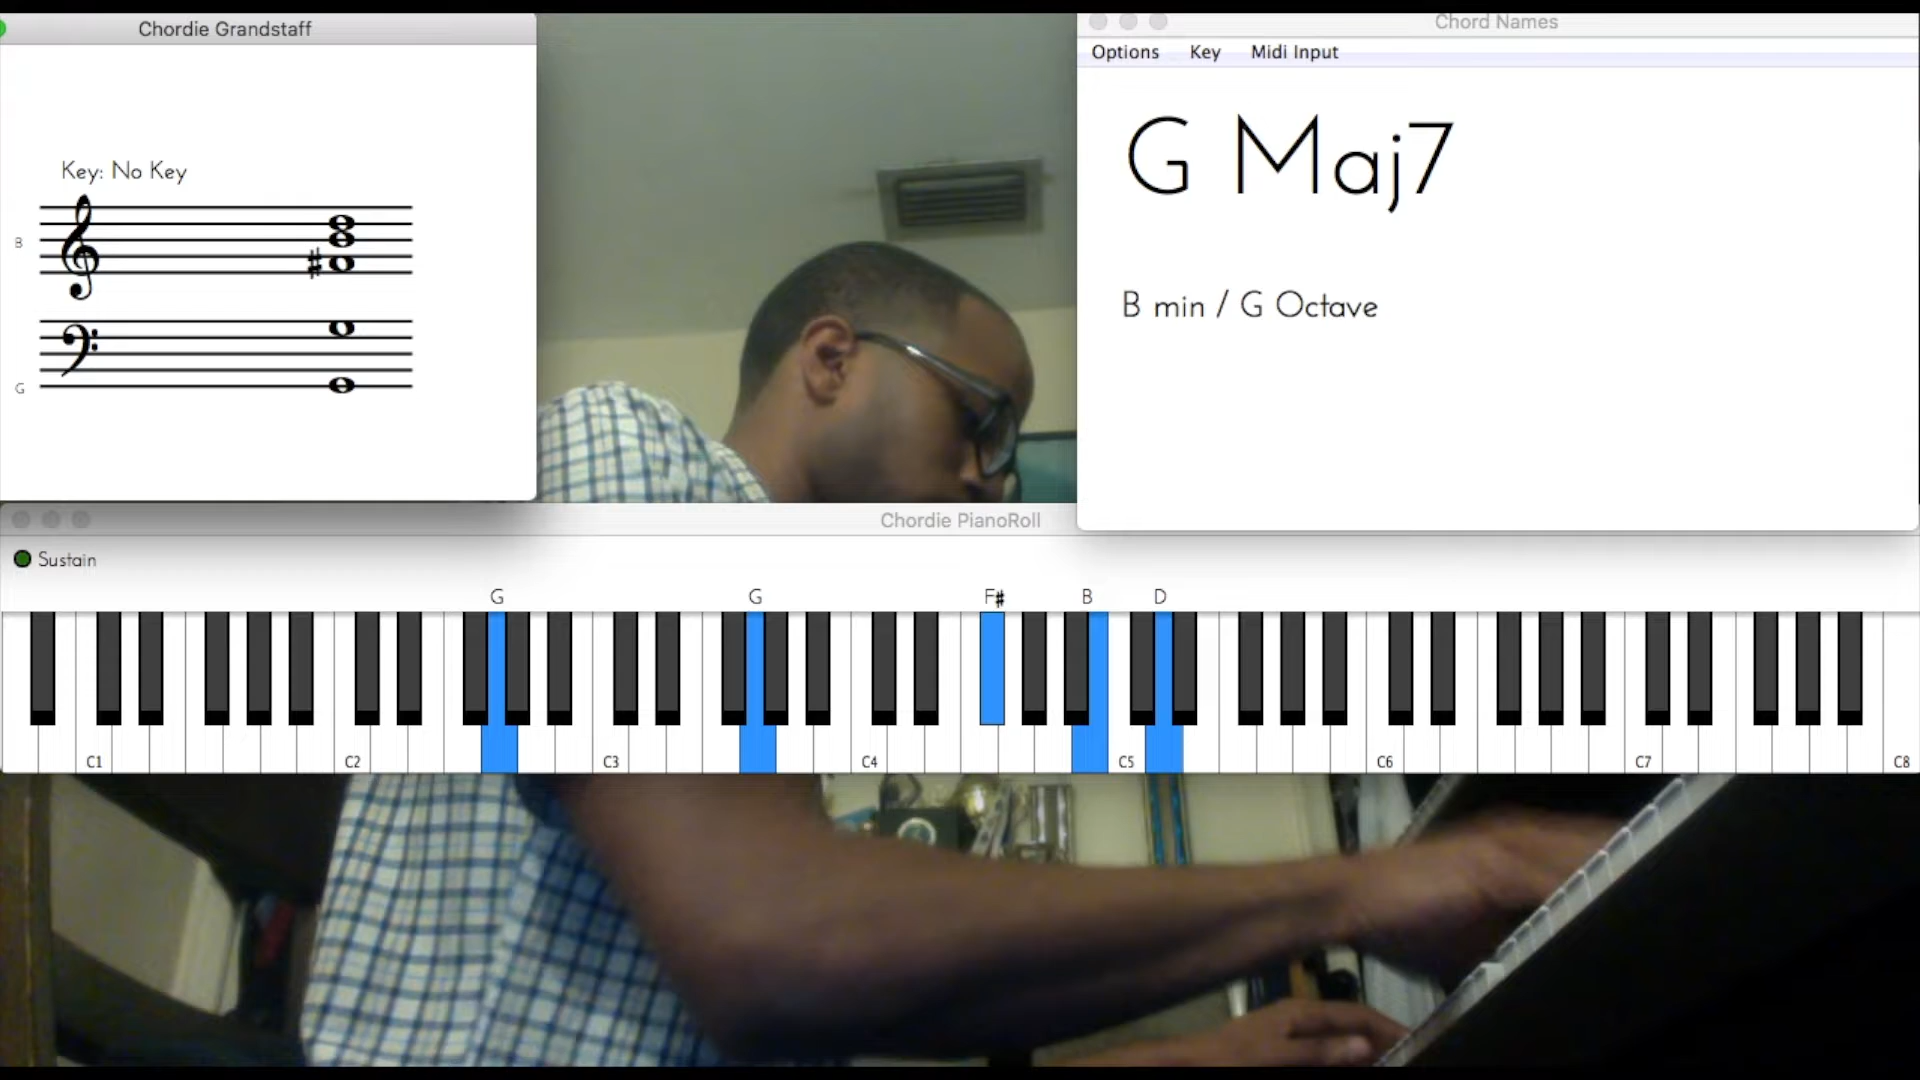 Chordie Grandstaff
Key: No Key
B
G
Chord Names
Options Key Midi Input
G Maj7
B min / G Octave
Chordie PianoRoll
Sustain
G G F# B D
C1 C2 C3 C4 C5 C6 C7 C8